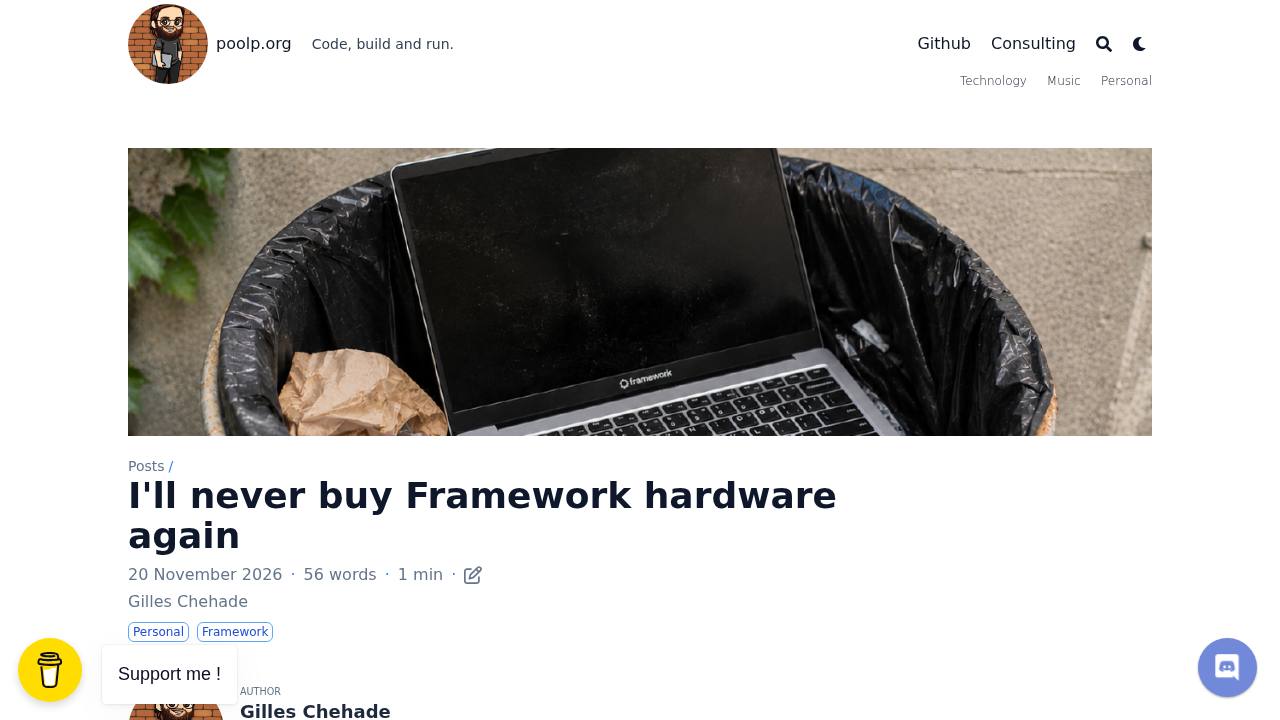 poolp.org
Code, build and run.
Github
Consulting
Technology
Music
Personal
framework
Posts /
I'll never buy Framework hardware
again
20 November 2026 · 56 words · 1 min ·
Gilles Chehade
Personal
Framework
Support me !
AUTHOR
Gilles Chehade